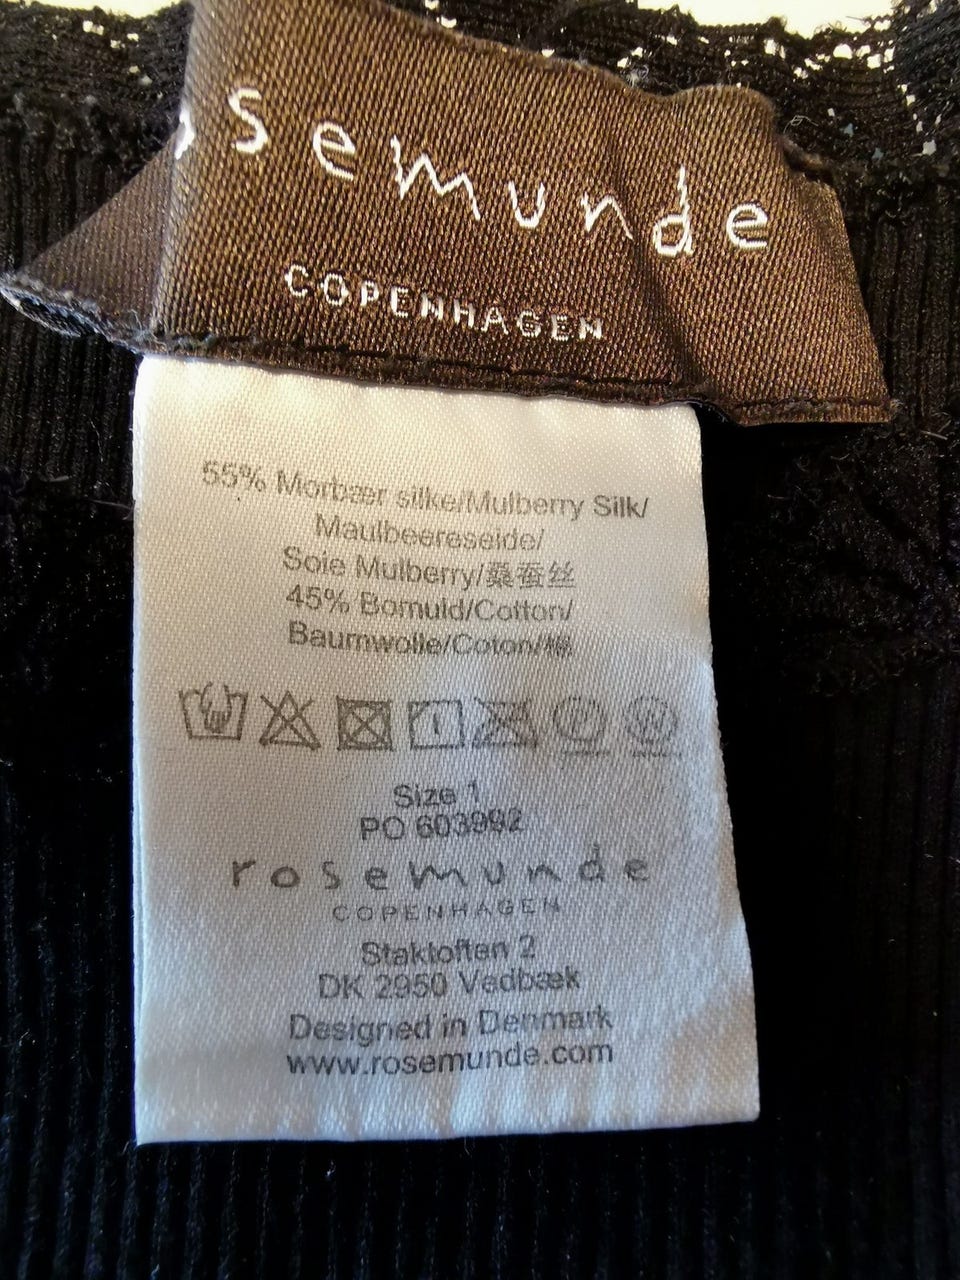 osemunde
COPENHAGEN
55% Morbær silke/Mulberry Silk/
Maulbeereseide/
Soie Mulberry/桑蚕丝
45% Bomuld/Cotton/
Baumwolle/Coton/棉
Size 1
PO 603992
rosemunde
COPENHAGEN
Staktoften 2
DK 2950 Vedbæk
Designed in Denmark
www.rosemunde.com